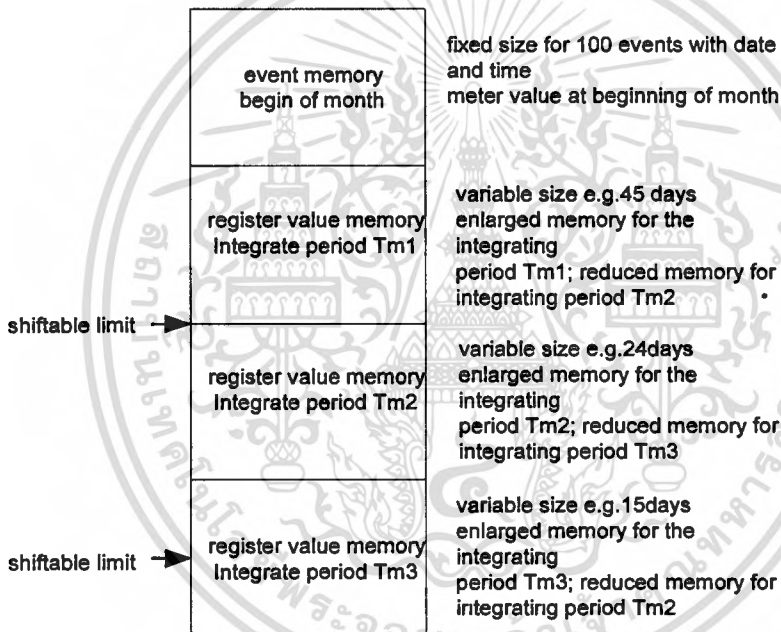 event memory
begin of month
fixed size for 100 events with date
and time
meter value at beginning of month
register value memory
Integrate period Tm1
variable size e.g.45 days
enlarged memory for the
integrating
period Tm1; reduced memory for
integrating period Tm2
shiftable limit
register value memory
Integrate period Tm2
variable size e.g.24days
enlarged memory for the
integrating
period Tm2; reduced memory for
integrating period Tm3
shiftable limit
register value memory
Integrate period Tm3
variable size e.g.15days
enlarged memory for the
integrating
period Tm3; reduced memory for
integrating period Tm2